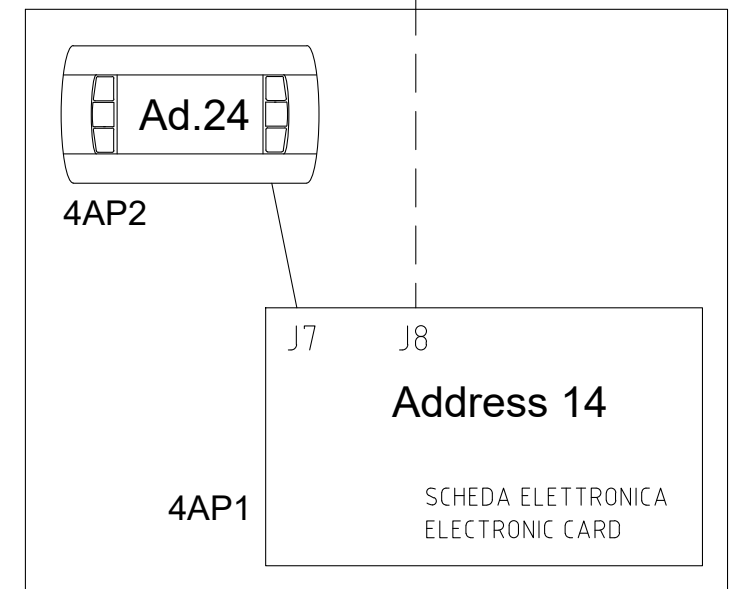 Ad.24
4AP2
J7 J8
Address 14
4AP1
SCHEDA ELETTRONICA
ELECTRONIC CARD